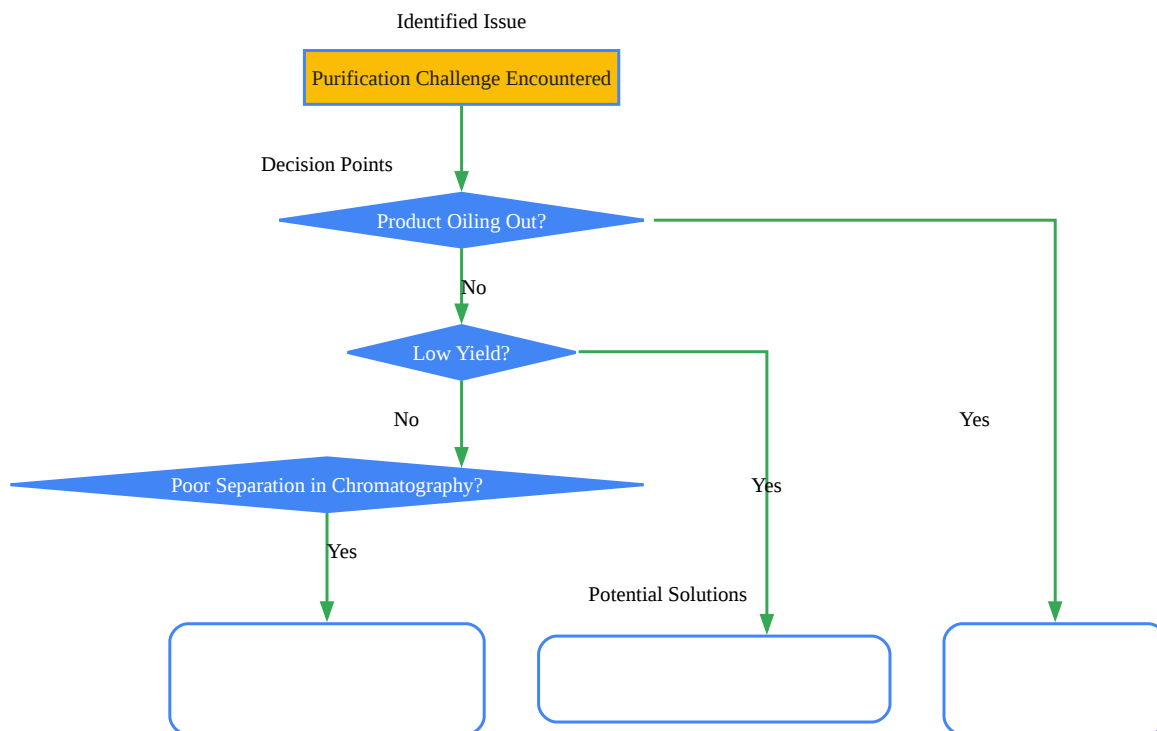 Identified Issue
Purification Challenge Encountered
Decision Points
Product Oiling Out?
No
Low Yield?
No
Yes
Poor Separation in Chromatography?
Yes
Yes
Potential Solutions